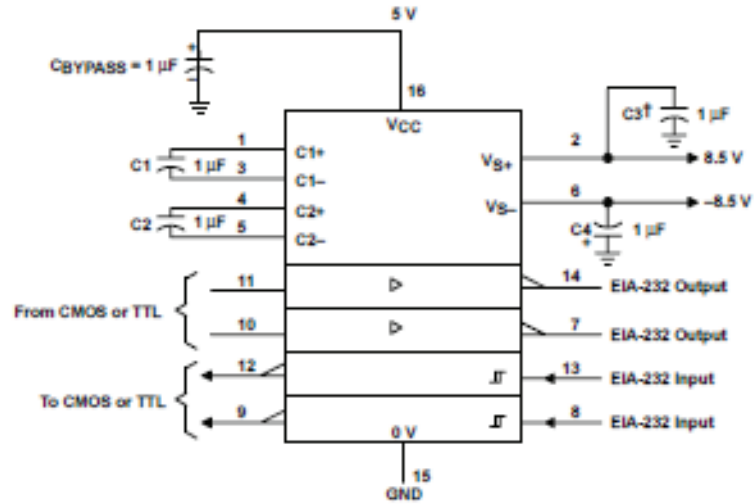 5 V
CBYPASS = 1 µF
+
–
16
VCC
C3†
1 µF
1
C1+
2
VS+
8.5 V
C1
1 µF
3
C1–
4
C2+
6
VS–
–8.5 V
C2
1 µF
5
C2–
C4
+
1 µF
11
14
EIA-232 Output
From CMOS or TTL
10
7
EIA-232 Output
12
13
EIA-232 Input
To CMOS or TTL
9
8
EIA-232 Input
0 V
15
GND